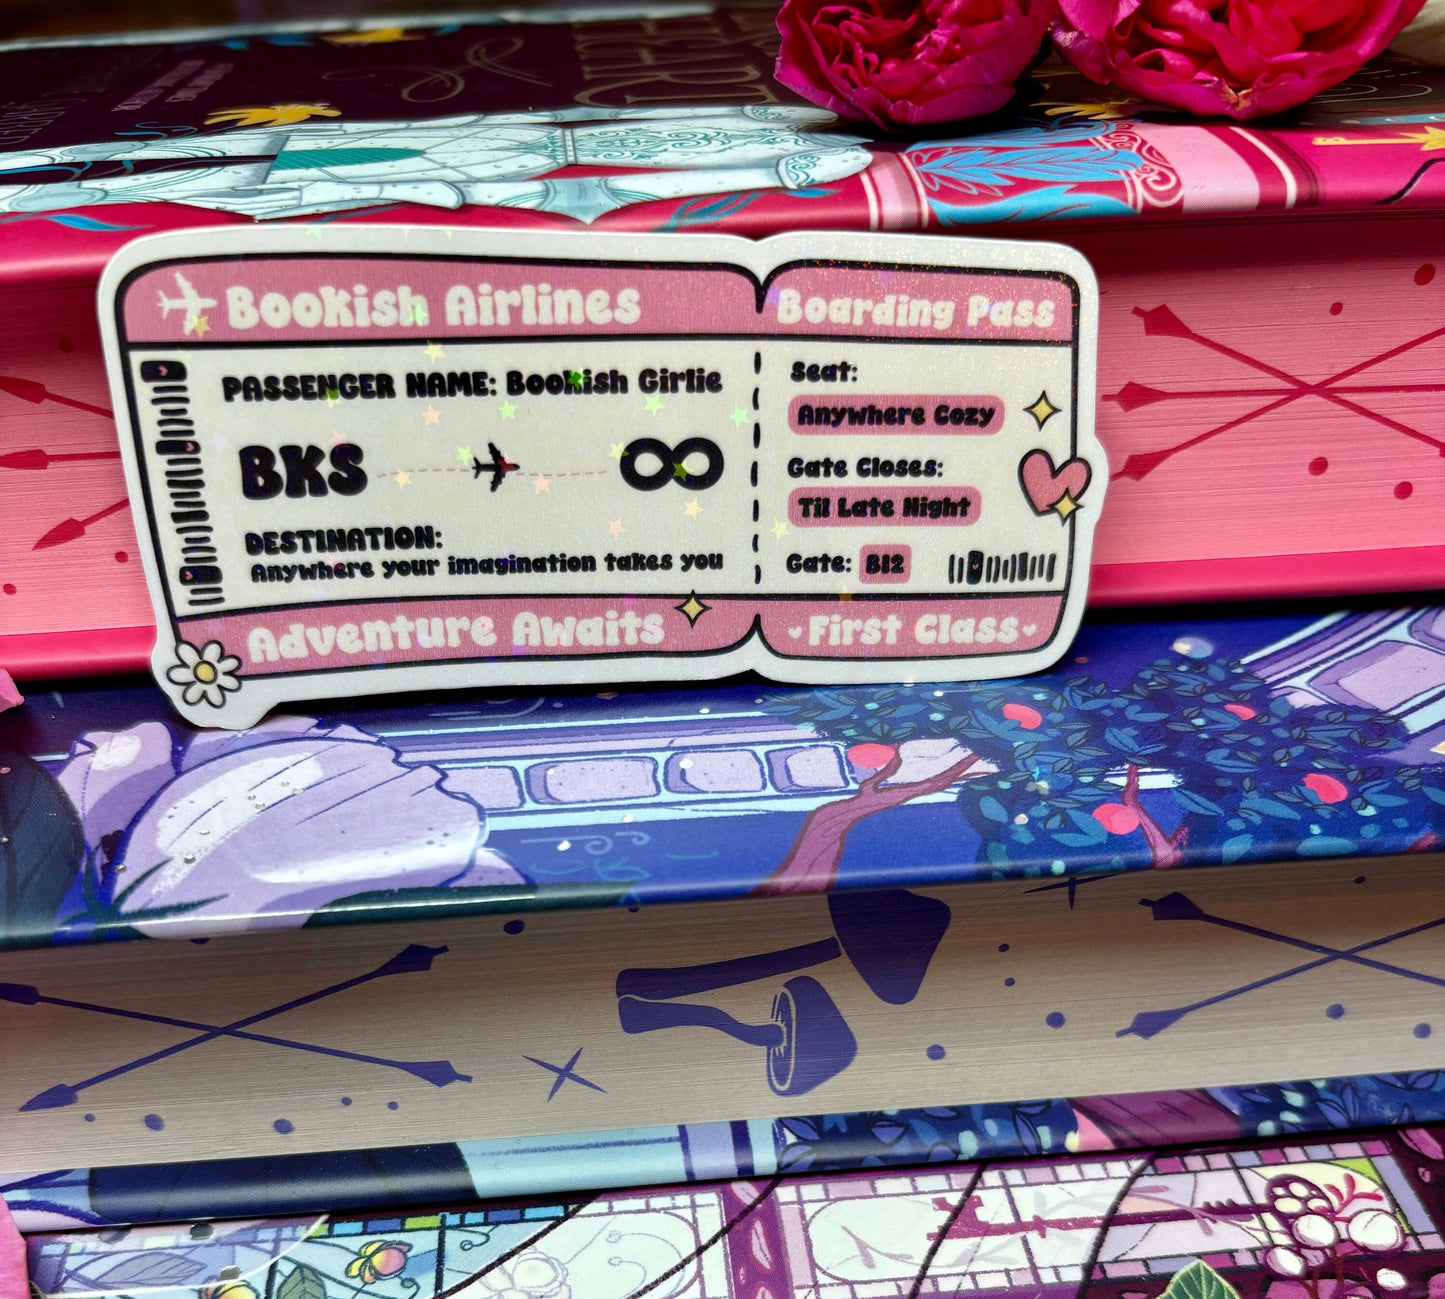 Bookish Airlines
PASSENGER NAME: Bookish Girlie
BKS ∞
DESTINATION:
Anywhere your imagination takes you
Adventure Awaits
Boarding Pass
Seat:
Anywhere Cozy
Gate Closes:
Til Late Night
Gate: B12
First Class